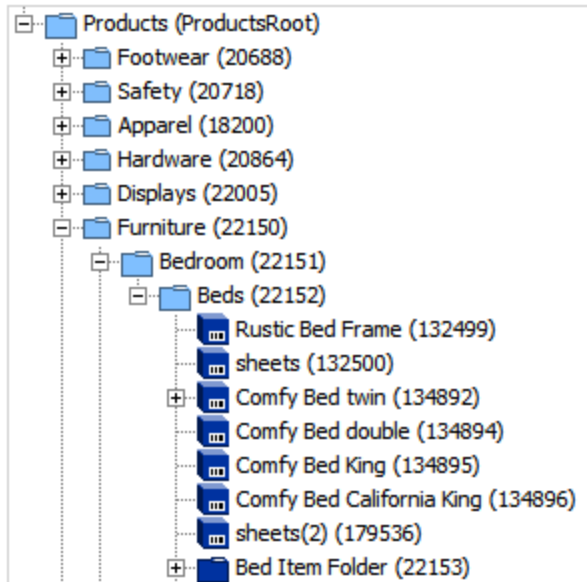 Products (ProductsRoot)
Footwear (20688)
Safety (20718)
Apparel (18200)
Hardware (20864)
Displays (22005)
Furniture (22150)
Bedroom (22151)
Beds (22152)
Rustic Bed Frame (132499)
sheets (132500)
Comfy Bed twin (134892)
Comfy Bed double (134894)
Comfy Bed King (134895)
Comfy Bed California King (134896)
sheets(2) (179536)
Bed Item Folder (22153)